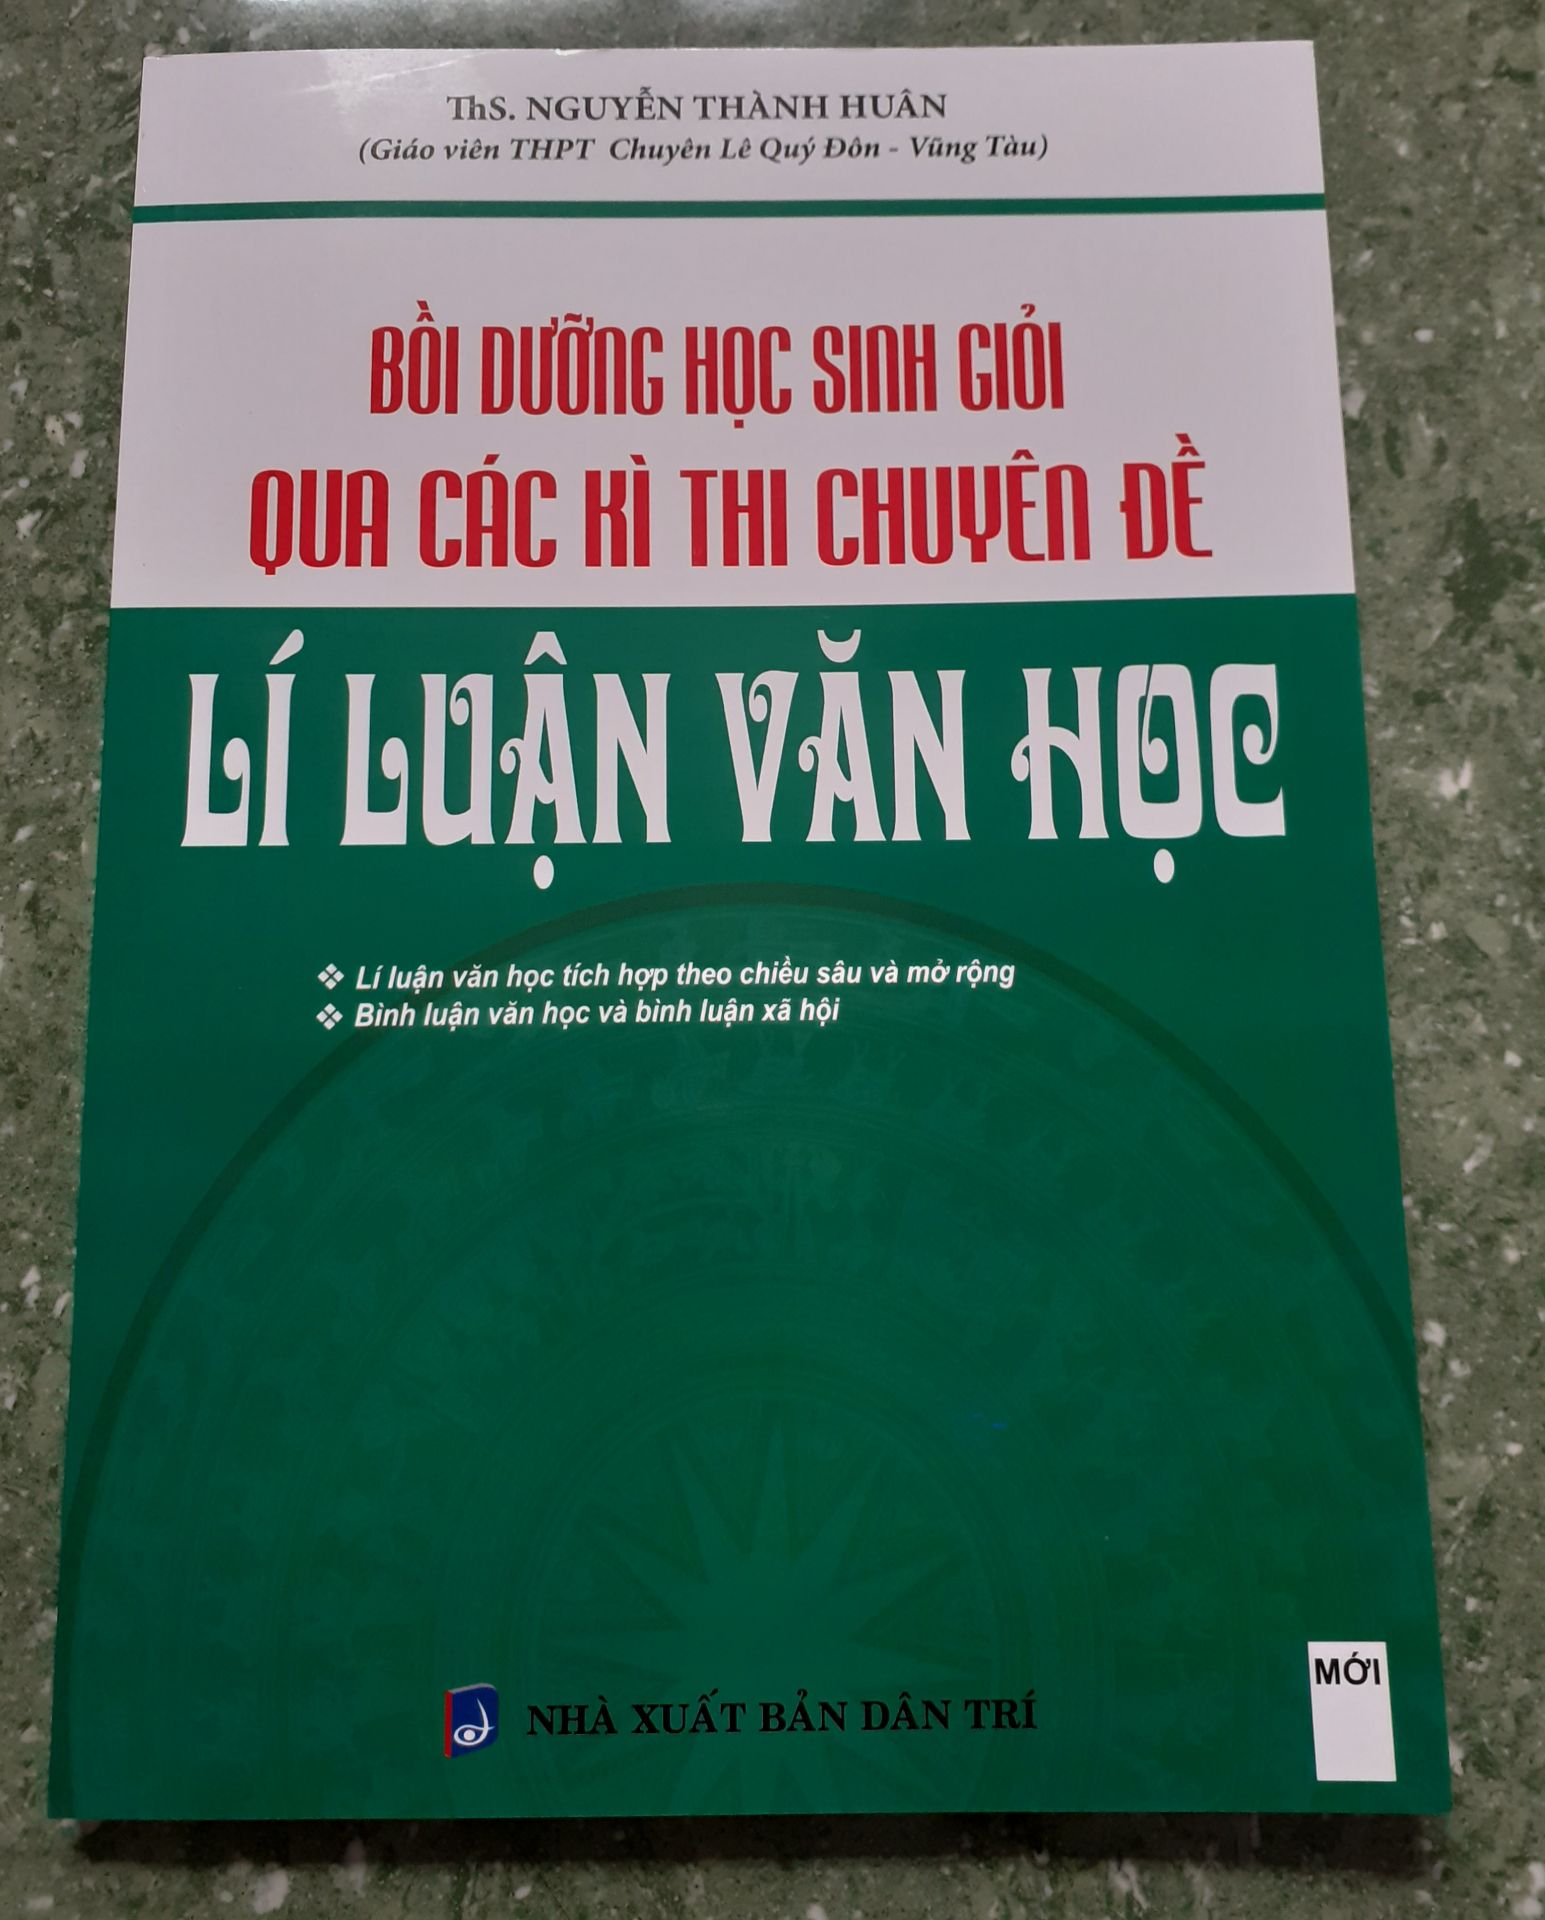 ThS. NGUYỄN THÀNH HUÂN
(Giáo viên THPT Chuyên Lê Quý Đôn - Vũng Tàu)
BỒI DƯỠNG HỌC SINH GIỎI
QUA CÁC KÌ THI CHUYÊN ĐỀ
LÍ LUẬN VĂN HỌC
❖ Lí luận văn học tích hợp theo chiều sâu và mở rộng
❖ Bình luận văn học và bình luận xã hội
MỚI
NHÀ XUẤT BẢN DÂN TRÍ